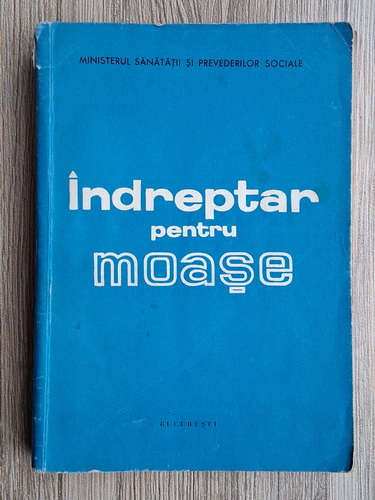 MINISTERUL SĂNĂTĂȚII ȘI PREVEDERILOR SOCIALE
Îndreptar
pentru
moașe
BUCUREȘTI